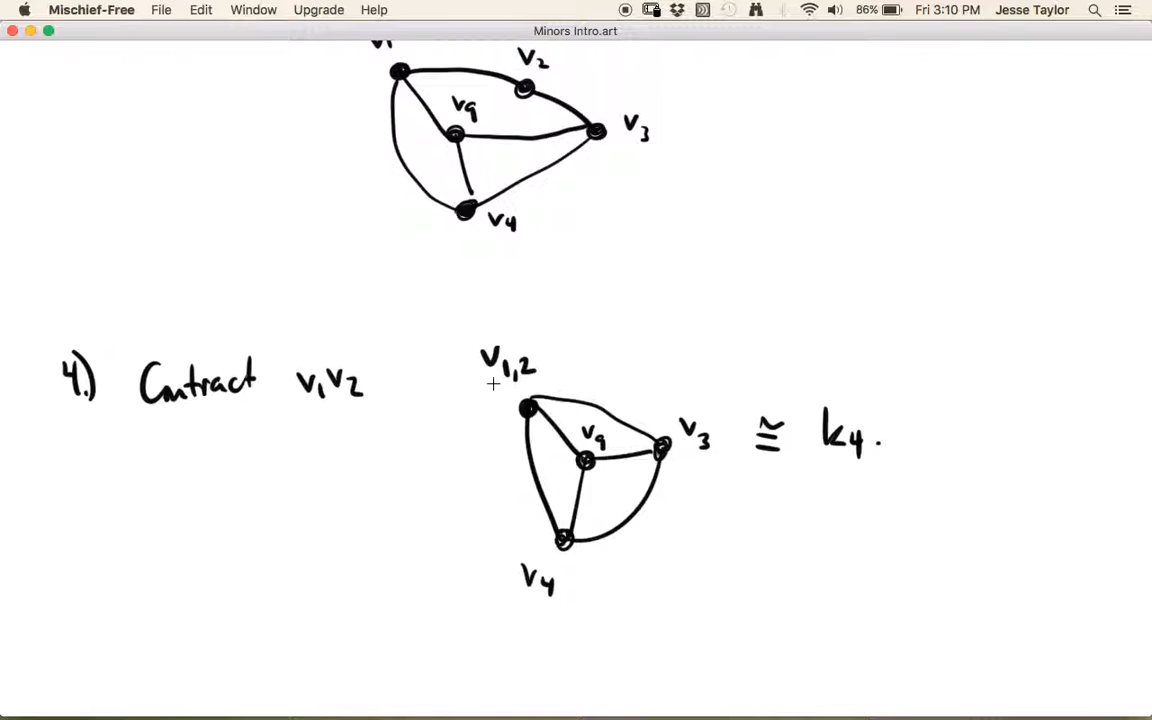 Mischief-Free File Edit Window Upgrade Help 86% Fri 3:10 PM Jesse Taylor
Minors Intro.art
v1
v2
v9
v3
v4
4.) Contract v1v2
v1,2
v9
v3 ≅ k4.
v4